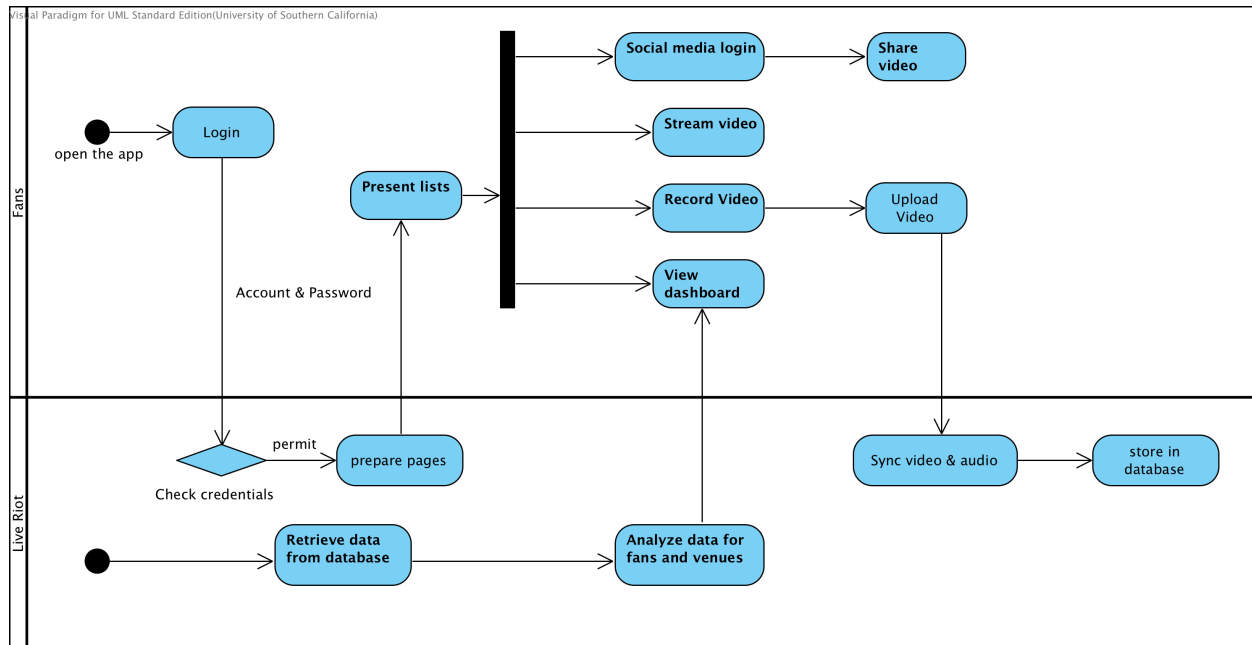 Visual Paradigm for UML Standard Edition(University of Southern California)
Fans
open the app
Login
Account & Password
Present lists
Social media login
Share
video
Stream video
Record Video
Upload
Video
View
dashboard
Live Riot
Check credentials
permit
prepare pages
Sync video & audio
store in
database
Retrieve data
from database
Analyze data for
fans and venues